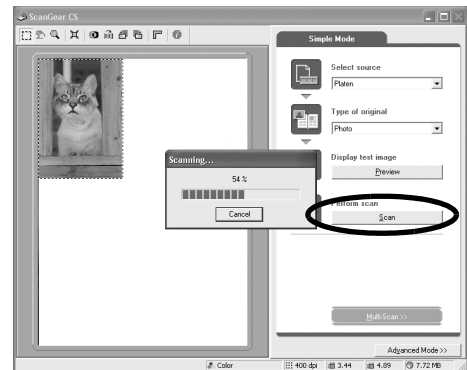 ScanGear CS
Simple Mode
Select source
Platen
Type of original
Photo
Display test image
Preview
Scanning...
54 %
Cancel
Perform scan
Scan
Multi-Scan >>
Advanced Mode >>
Color
400 dpi
3.44
4.89
7.72 MB